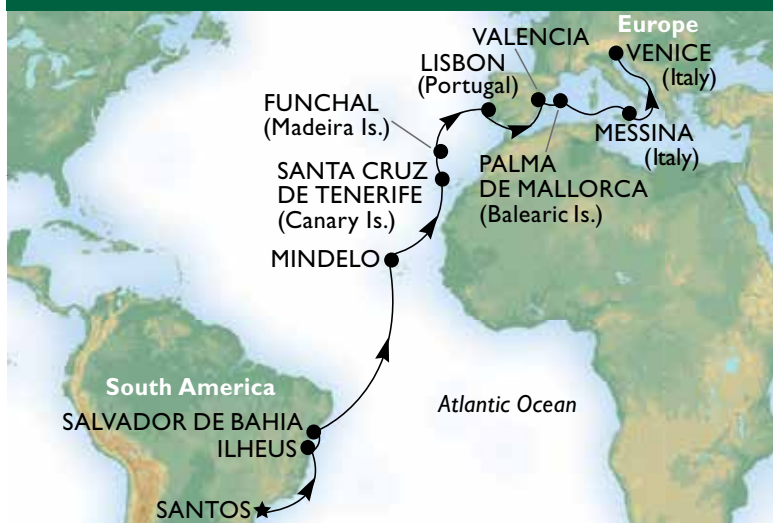 Europe
VALENCIA
VENICE
(Italy)
LISBON
(Portugal)
FUNCHAL
(Madeira Is.)
MESSINA
(Italy)
SANTA CRUZ
DE TENERIFE
(Canary Is.)
PALMA
DE MALLORCA
(Balearic Is.)
MINDELO
South America
Atlantic Ocean
SALVADOR DE BAHIA
ILHEUS
SANTOS